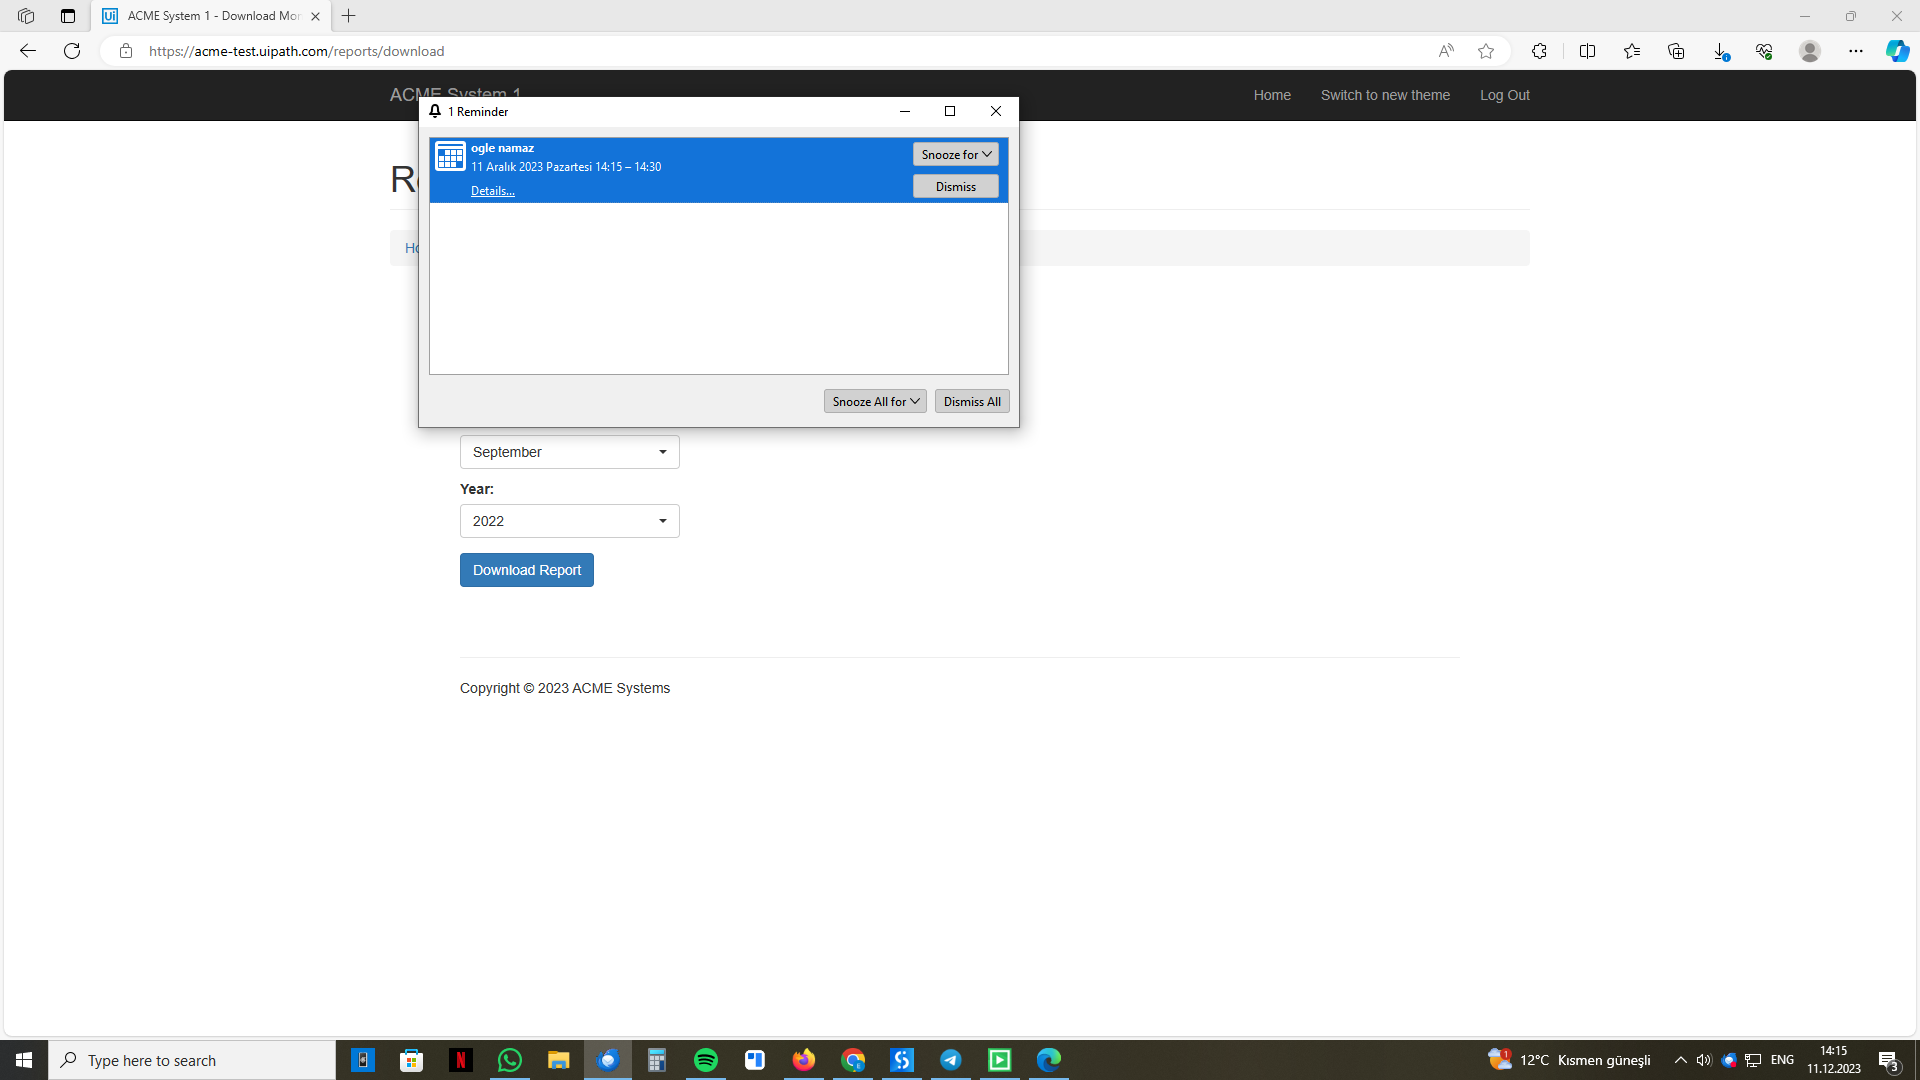 ACME System 1 - Download Mor
https://acme-test.uipath.com/reports/download
ACME System 1
Home
Switch to new theme
Log Out
1 Reminder
ogle namaz
11 Aralık 2023 Pazartesi 14:15 – 14:30
Details...
Snooze for
Dismiss
Snooze All for
Dismiss All
September
Year:
2022
Download Report
Copyright © 2023 ACME Systems
Type here to search
12°C Kısmen güneşli
ENG
14:15
11.12.2023
3